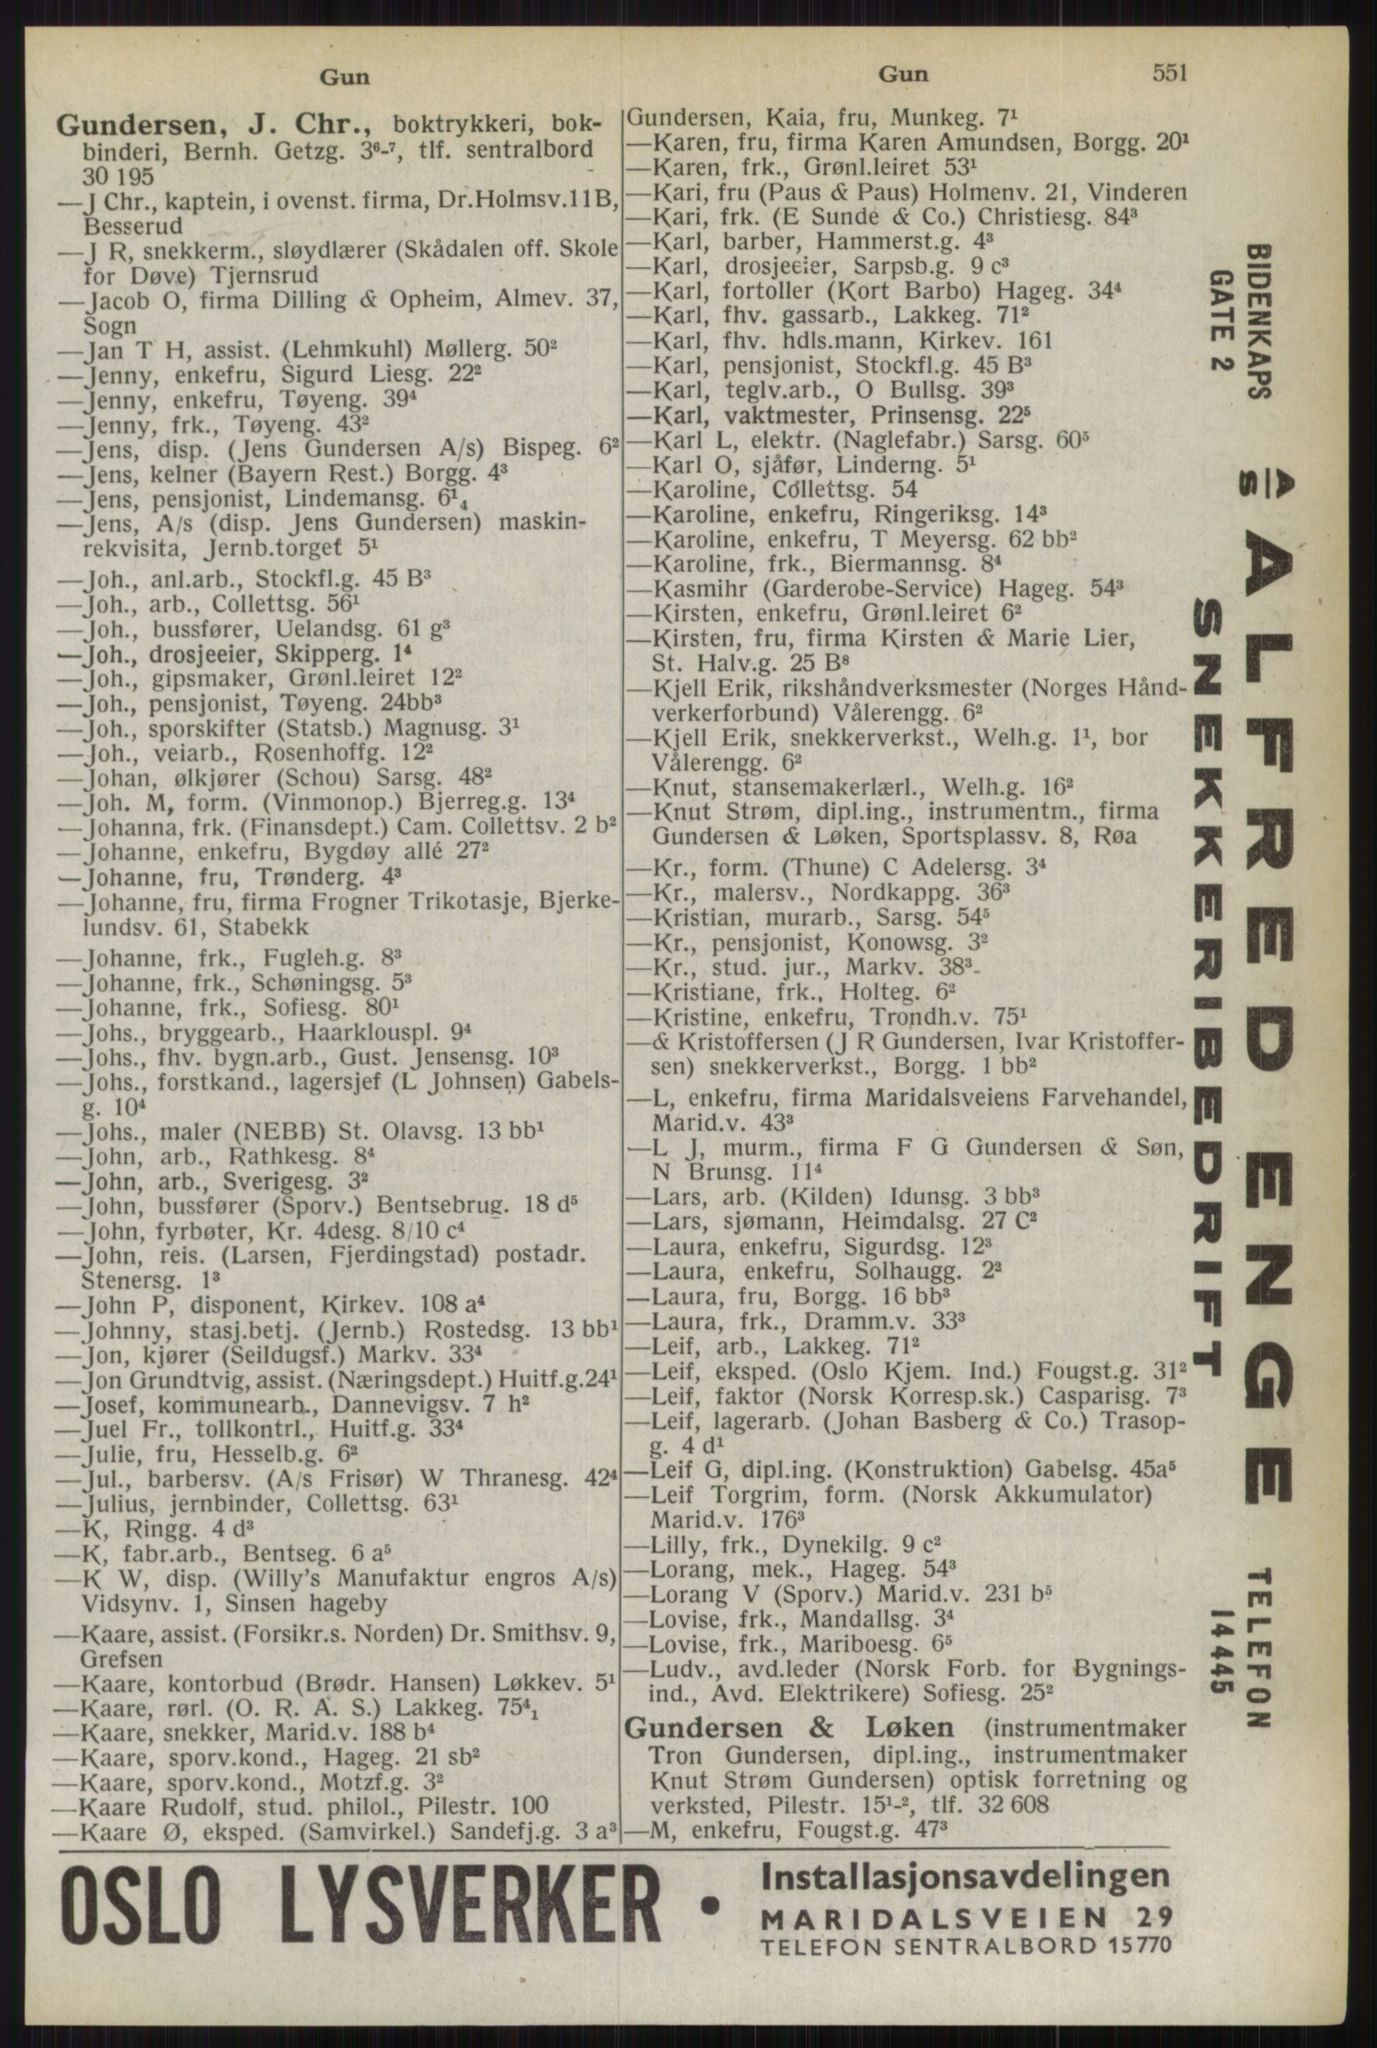 Gun
Gundersen, J. Chr., boktrykkeri, bok-
binderi, Bernh. Getzg. 3⁶-⁷, tlf. sentralbord
30 195
—J Chr., kaptein, i ovenst. firma, Dr.Holmsv.11B,
Besserud
—J R, snekkerm., sløydlærer (Skådalen off. Skole
for Døve) Tjernsrud
—Jacob O, firma Dilling & Opheim, Almev. 37,
Sogn
—Jan T H, assist. (Lehmkuhl) Møllerg. 50²
—Jenny, enkefru, Sigurd Liesg. 22²
—Jenny, enkefru, Tøyeng. 39⁴
—Jenny, frk., Tøyeng. 43²
—Jens, disp. (Jens Gundersen A/s) Bispeg. 6²
—Jens, kelner (Bayern Rest.) Borgg. 4³
—Jens, pensjonist, Lindemansg. 6¹₄
—Jens, A/s (disp. Jens Gundersen) maskin-
rekvisita, Jernb.torget 5¹
—Joh., anl.arb., Stockfl.g. 45 B³
—Joh., arb., Collettsg. 56¹
—Joh., bussfører, Uelandsg. 61 g³
—Joh., drosjeeier, Skipperg. 1⁴
—Joh., gipsmaker, Grønl.leiret 12²
—Joh., pensjonist, Tøyeng. 24bb³
—Joh., sporskifter (Statsb.) Magnusg. 3¹
—Joh., veiarb., Rosenhoffg. 12²
—Johan, ølkjører (Schou) Sarsg. 48²
—Joh. M, form. (Vinmonop.) Bjerreg.g. 13⁴
—Johanna, frk. (Finansdept.) Cam. Collettsv. 2 b²
—Johanne, enkefru, Bygdøy allé 27²
—Johanne, fru, Trønderg. 4³
—Johanne, fru, firma Frogner Trikotasje, Bjerke-
lundsv. 61, Stabekk
—Johanne, frk., Fugleh.g. 8³
—Johanne, frk., Schøningsg. 5³
—Johanne, frk., Sofiesg. 80¹
—Johs., bryggearb., Haarklouspl. 9⁴
—Johs., fhv. bygn.arb., Gust. Jensensg. 10³
—Johs., forstkand., lagersjef (L Johnsen) Gabels-
g. 10⁴
—Johs., maler (NEBB) St. Olavsg. 13 bb¹
—John, arb., Rathkesg. 8⁴
—John, arb., Sverigesg. 3²
—John, bussfører (Sporv.) Bentsebrug. 18 d⁵
—John, fyrbøter, Kr. 4desg. 8/10 c⁴
—John, reis. (Larsen, Fjerdingstad) postadr.
Stenersg. 1³
—John P, disponent, Kirkev. 108 a⁴
—Johnny, stasj.betj. (Jernb.) Rostedsg. 13 bb¹
—Jon, kjører (Seildugsf.) Markv. 33⁴
—Jon Grundtvig, assist. (Næringsdept.) Huitf.g.24¹
—Josef, kommunearb., Dannevigsv. 7 h²
—Juel Fr., tollkontrl., Huitf.g. 33⁴
—Julie, fru, Hesselb.g. 6²
—Jul., barbersv. (A/s Frisør) W Thranesg. 42⁴
—Julius, jernbinder, Collettsg. 63¹
—K, Ringg. 4 d³
—K, fabr.arb., Bentseg. 6 a⁵
—K W, disp. (Willy's Manufaktur engros A/s)
Vidsynv. 1, Sinsen hageby
—Kaare, assist. (Forsikr.s. Norden) Dr. Smithsv. 9,
Grefsen
—Kaare, kontorbud (Brødr. Hansen) Løkkev. 5¹
—Kaare, rørl. (O. R. A. S.) Lakkeg. 75⁴₁
—Kaare, snekker, Marid.v. 188 b⁴
—Kaare, sporv.kond., Hageg. 21 sb²
—Kaare, sporv.kond., Motzf.g. 3²
—Kaare Rudolf, stud. philol., Pilestr. 100
—Kaare Ø, eksped. (Samvirkel.) Sandefj.g. 3 a³
Gun 551
Gundersen, Kaia, fru, Munkeg. 7¹
—Karen, fru, firma Karen Amundsen, Borgg. 20¹
—Karen, frk., Grønl.leiret 53¹
—Kari, fru (Paus & Paus) Holmenv. 21, Vinderen
—Kari, frk. (E Sunde & Co.) Christiesg. 84³
—Karl, barber, Hammerst.g. 4³
—Karl, drosjeeier, Sarpsb.g. 9 c³
—Karl, fortoller (Kort Barbo) Hageg. 34⁴
—Karl, fhv. gassarb., Lakkeg. 71²
—Karl, fhv. hdls.mann, Kirkev. 161
—Karl, pensjonist, Stockfl.g. 45 B³
—Karl, teglv.arb., O Bullsg. 39³
—Karl, vaktmester, Prinsensg. 22⁵
—Karl L, elektr. (Naglefabr.) Sarsg. 60⁵
—Karl O, sjåfør, Linderng. 5¹
—Karoline, Collettsg. 54
—Karoline, enkefru, Ringeriksg. 14³
—Karoline, enkefru, T Meyersg. 62 bb²
—Karoline, frk., Biermannsg. 8⁴
—Kasmihr (Garderobe-Service) Hageg. 54³
—Kirsten, enkefru, Grønl.leiret 6²
—Kirsten, fru, firma Kirsten & Marie Lier,
St. Halv.g. 25 B⁸
—Kjell Erik, rikshåndverksmester (Norges Hånd-
verkerforbund) Vålerengg. 6²
—Kjell Erik, snekkerverkst., Welh.g. 1¹, bor
Vålerengg. 6²
—Knut, stansemakerlærl., Welh.g. 16²
—Knut Strøm, dipl.ing., instrumentm., firma
Gundersen & Løken, Sportsplassv. 8, Røa
—Kr., form. (Thune) C Adelersg. 3⁴
—Kr., malersv., Nordkappg. 36³
—Kristian, murarb., Sarsg. 54⁵
—Kr., pensjonist, Konowsg. 3²
—Kr., stud. jur., Markv. 38³
—Kristiane, frk., Holteg. 6²
—Kristine, enkefru, Trondh.v. 75¹
—& Kristoffersen (J R Gundersen, Ivar Kristoffer-
sen) snekkerverkst., Borgg. 1 bb²
—L, enkefru, firma Maridalsveiens Farvehandel,
Marid.v. 43³
—L J, murm., firma F G Gundersen & Søn,
N Brunsg. 11⁴
—Lars, arb. (Kilden) Idunsg. 3 bb³
—Lars, sjømann, Heimdalsg. 27 C²
—Laura, enkefru, Sigurdsg. 12³
—Laura, enkefru, Solhaugg. 2²
—Laura, fru, Borgg. 16 bb³
—Laura, frk., Dramm.v. 33³
—Leif, arb., Lakkeg. 71²
—Leif, eksped. (Oslo Kjem. Ind.) Fougst.g. 31²
—Leif, faktor (Norsk Korresp.sk.) Casparisg. 7³
—Leif, lagerarb. (Johan Basberg & Co.) Trasop-
g. 4 d¹
—Leif G, dipl.ing. (Konstruktion) Gabelsg. 45a⁵
—Leif Torgrim, form. (Norsk Akkumulator)
Marid.v. 176³
—Lilly, frk., Dynekilg. 9 c²
—Lorang, mek., Hageg. 54³
—Lorang V (Sporv.) Marid.v. 231 b⁵
—Lovise, frk., Mandallsg. 3⁴
—Lovise, frk., Mariboesg. 6⁵
—Ludv., avd.leder (Norsk Forb. for Bygnings-
ind., Avd. Elektrikere) Sofiesg. 25²
Gundersen & Løken (instrumentmaker
Tron Gundersen, dipl.ing., instrumentmaker
Knut Strøm Gundersen) optisk forretning og
verksted, Pilestr. 15¹-², tlf. 32 608
—M, enkefru, Fougst.g. 47³
BIDENKAPS
GATE 2
A/S ALFRED ENGE
SNEKKERIBEDRIFT
TELEFON
14445
OSLO LYSVERKER •
Installasjonsavdelingen
MARIDALSVEIEN 29
TELEFON SENTRALBORD 15770